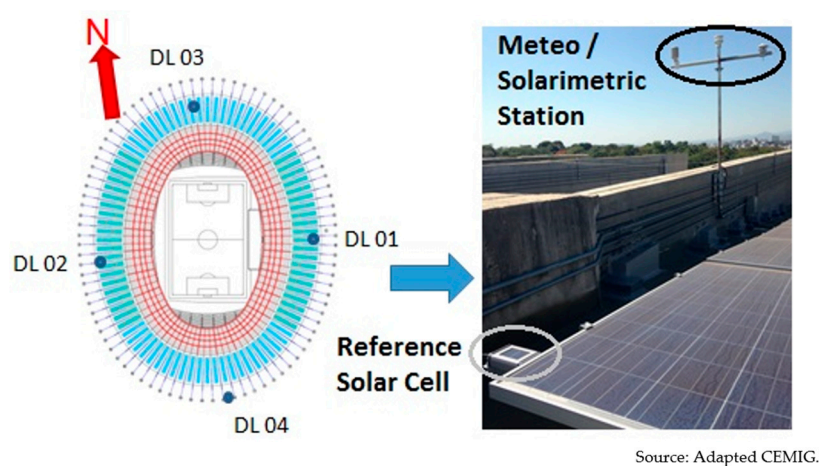 N
DL 03
DL 01
DL 02
DL 04
Meteo /
Solarimetric
Station
Reference
Solar Cell
Source: Adapted CEMIG.